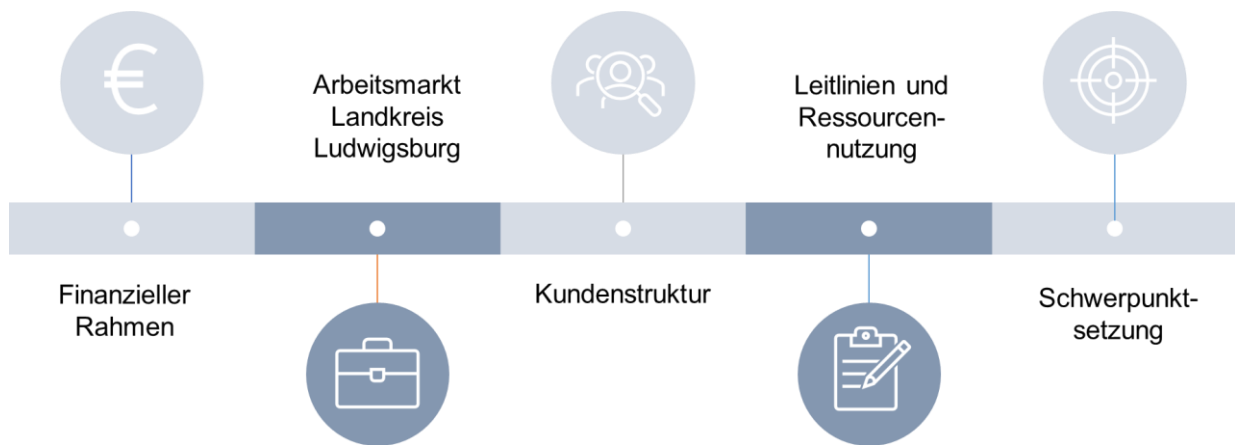 Finanzieller
Rahmen
Arbeitsmarkt
Landkreis
Ludwigsburg
Kundenstruktur
Leitlinien und
Ressourcen-
nutzung
Schwerpunkt-
setzung